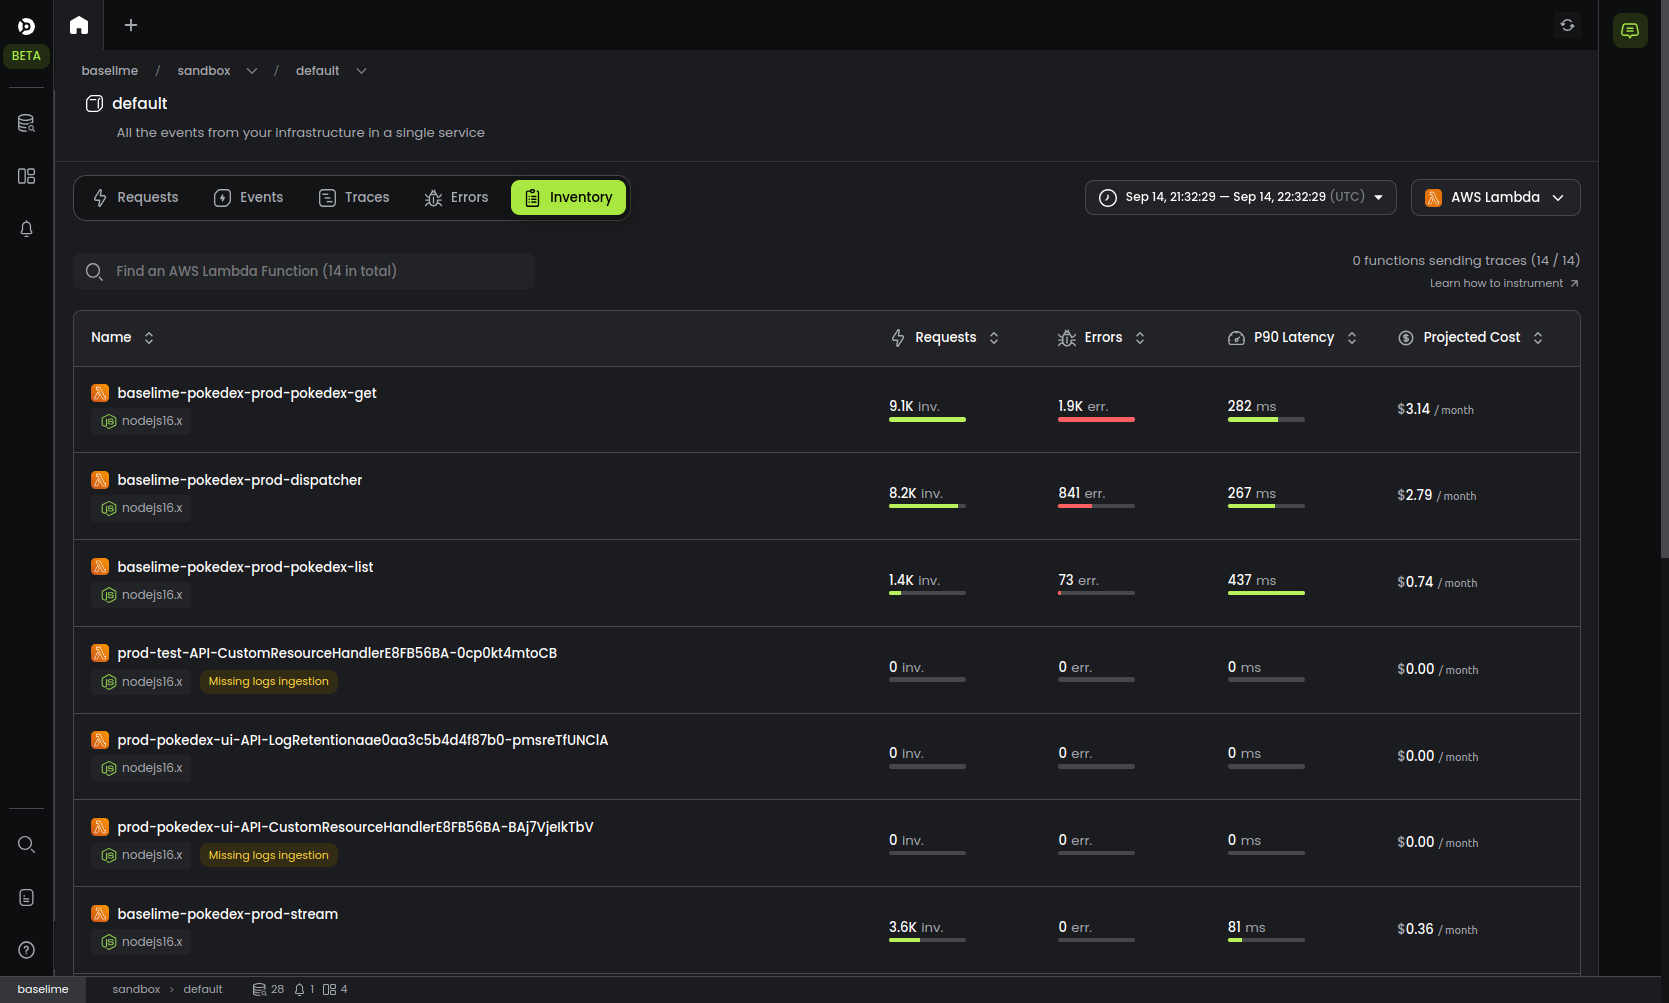 BETA
baselime / sandbox / default
default
All the events from your infrastructure in a single service
Requests Events Traces Errors Inventory
Sep 14, 21:32:29 — Sep 14, 22:32:29 (UTC)
AWS Lambda
Find an AWS Lambda Function (14 in total)
0 functions sending traces (14 / 14)
Learn how to instrument
Name Requests Errors P90 Latency Projected Cost
baselime-pokedex-prod-pokedex-get
nodejs16.x
9.1K inv. 1.9K err. 282 ms $3.14 / month
baselime-pokedex-prod-dispatcher
nodejs16.x
8.2K inv. 841 err. 267 ms $2.79 / month
baselime-pokedex-prod-pokedex-list
nodejs16.x
1.4K inv. 73 err. 437 ms $0.74 / month
prod-test-API-CustomResourceHandlerE8FB56BA-0cp0kt4mtoCB
nodejs16.x Missing logs ingestion
0 inv. 0 err. 0 ms $0.00 / month
prod-pokedex-ui-API-LogRetentionaae0aa3c5b4d4f87b0-pmsreTfUNClA
nodejs16.x
0 inv. 0 err. 0 ms $0.00 / month
prod-pokedex-ui-API-CustomResourceHandlerE8FB56BA-BAj7VjeIkTbV
nodejs16.x Missing logs ingestion
0 inv. 0 err. 0 ms $0.00 / month
baselime-pokedex-prod-stream
nodejs16.x
3.6K inv. 0 err. 81 ms $0.36 / month
baselime sandbox > default 28 1 4